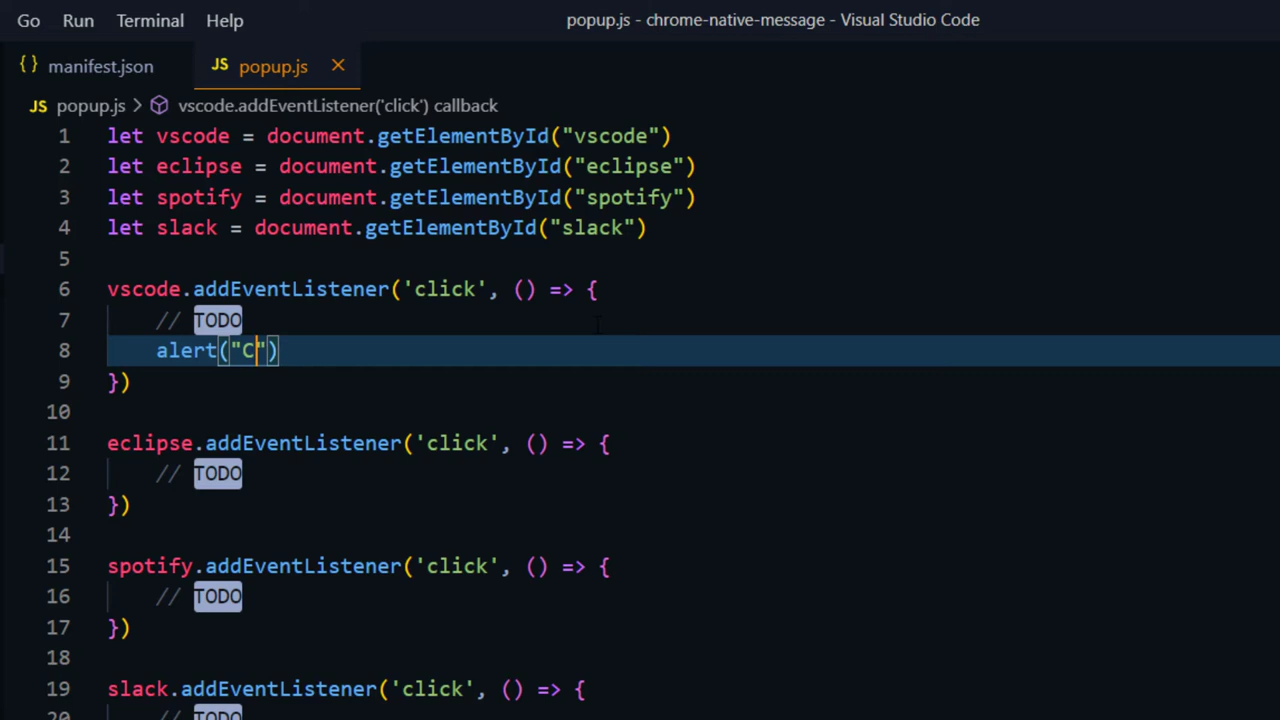 Go Run Terminal Help popup.js - chrome-native-message - Visual Studio Code
{} manifest.json JS popup.js ×
JS popup.js > vscode.addEventListener('click') callback
1 let vscode = document.getElementById("vscode")
2 let eclipse = document.getElementById("eclipse")
3 let spotify = document.getElementById("spotify")
4 let slack = document.getElementById("slack")
5
6 vscode.addEventListener('click', () => {
7 // TODO
8 alert("C")
9 })
10
11 eclipse.addEventListener('click', () => {
12 // TODO
13 })
14
15 spotify.addEventListener('click', () => {
16 // TODO
17 })
18
19 slack.addEventListener('click', () => {
20 // TODO